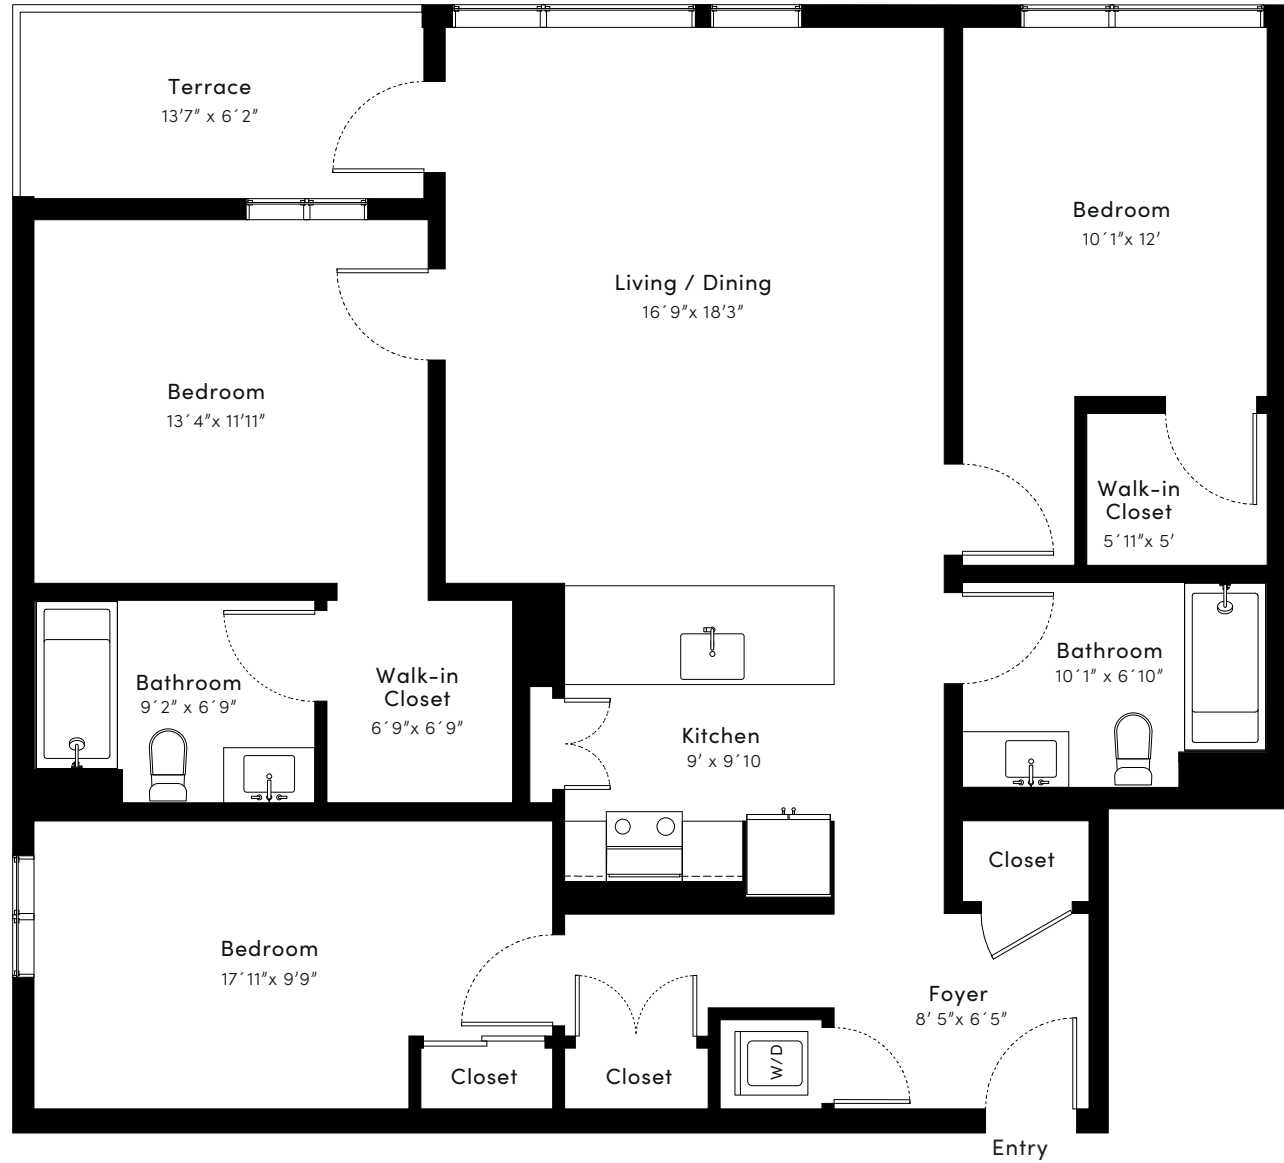 Terrace
13'7" x 6´2"
Bedroom
10´1"x 12'
Living / Dining
16´9"x 18'3"
Bedroom
13´4"x 11'11"
Walk-in
Closet
5´11"x 5'
Bathroom
9´2" x 6´9"
Walk-in
Closet
6´9"x 6´9"
Kitchen
9' x 9´10
Bathroom
10´1" x 6´10"
Closet
Bedroom
17´11"x 9'9"
Foyer
8' 5"x 6´5"
Closet
Closet
W/D
Entry